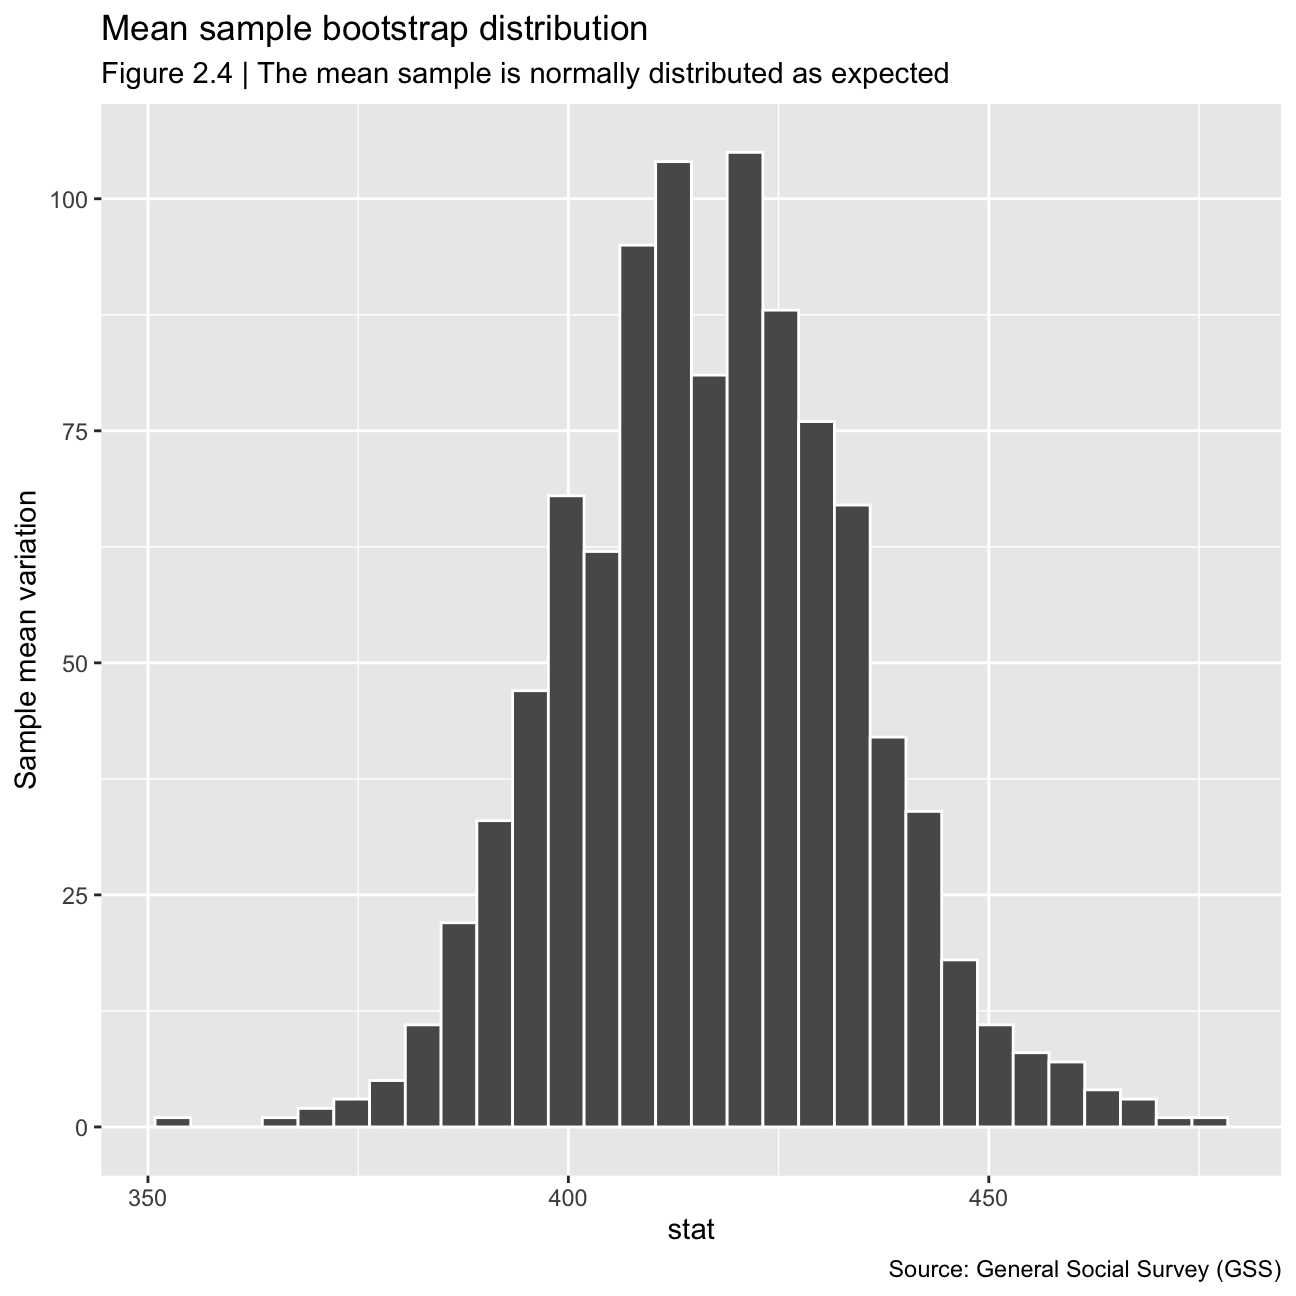 Mean sample bootstrap distribution
Figure 2.4 | The mean sample is normally distributed as expected
100
75
50
25
0
Sample mean variation
350
400
450
stat
Source: General Social Survey (GSS)